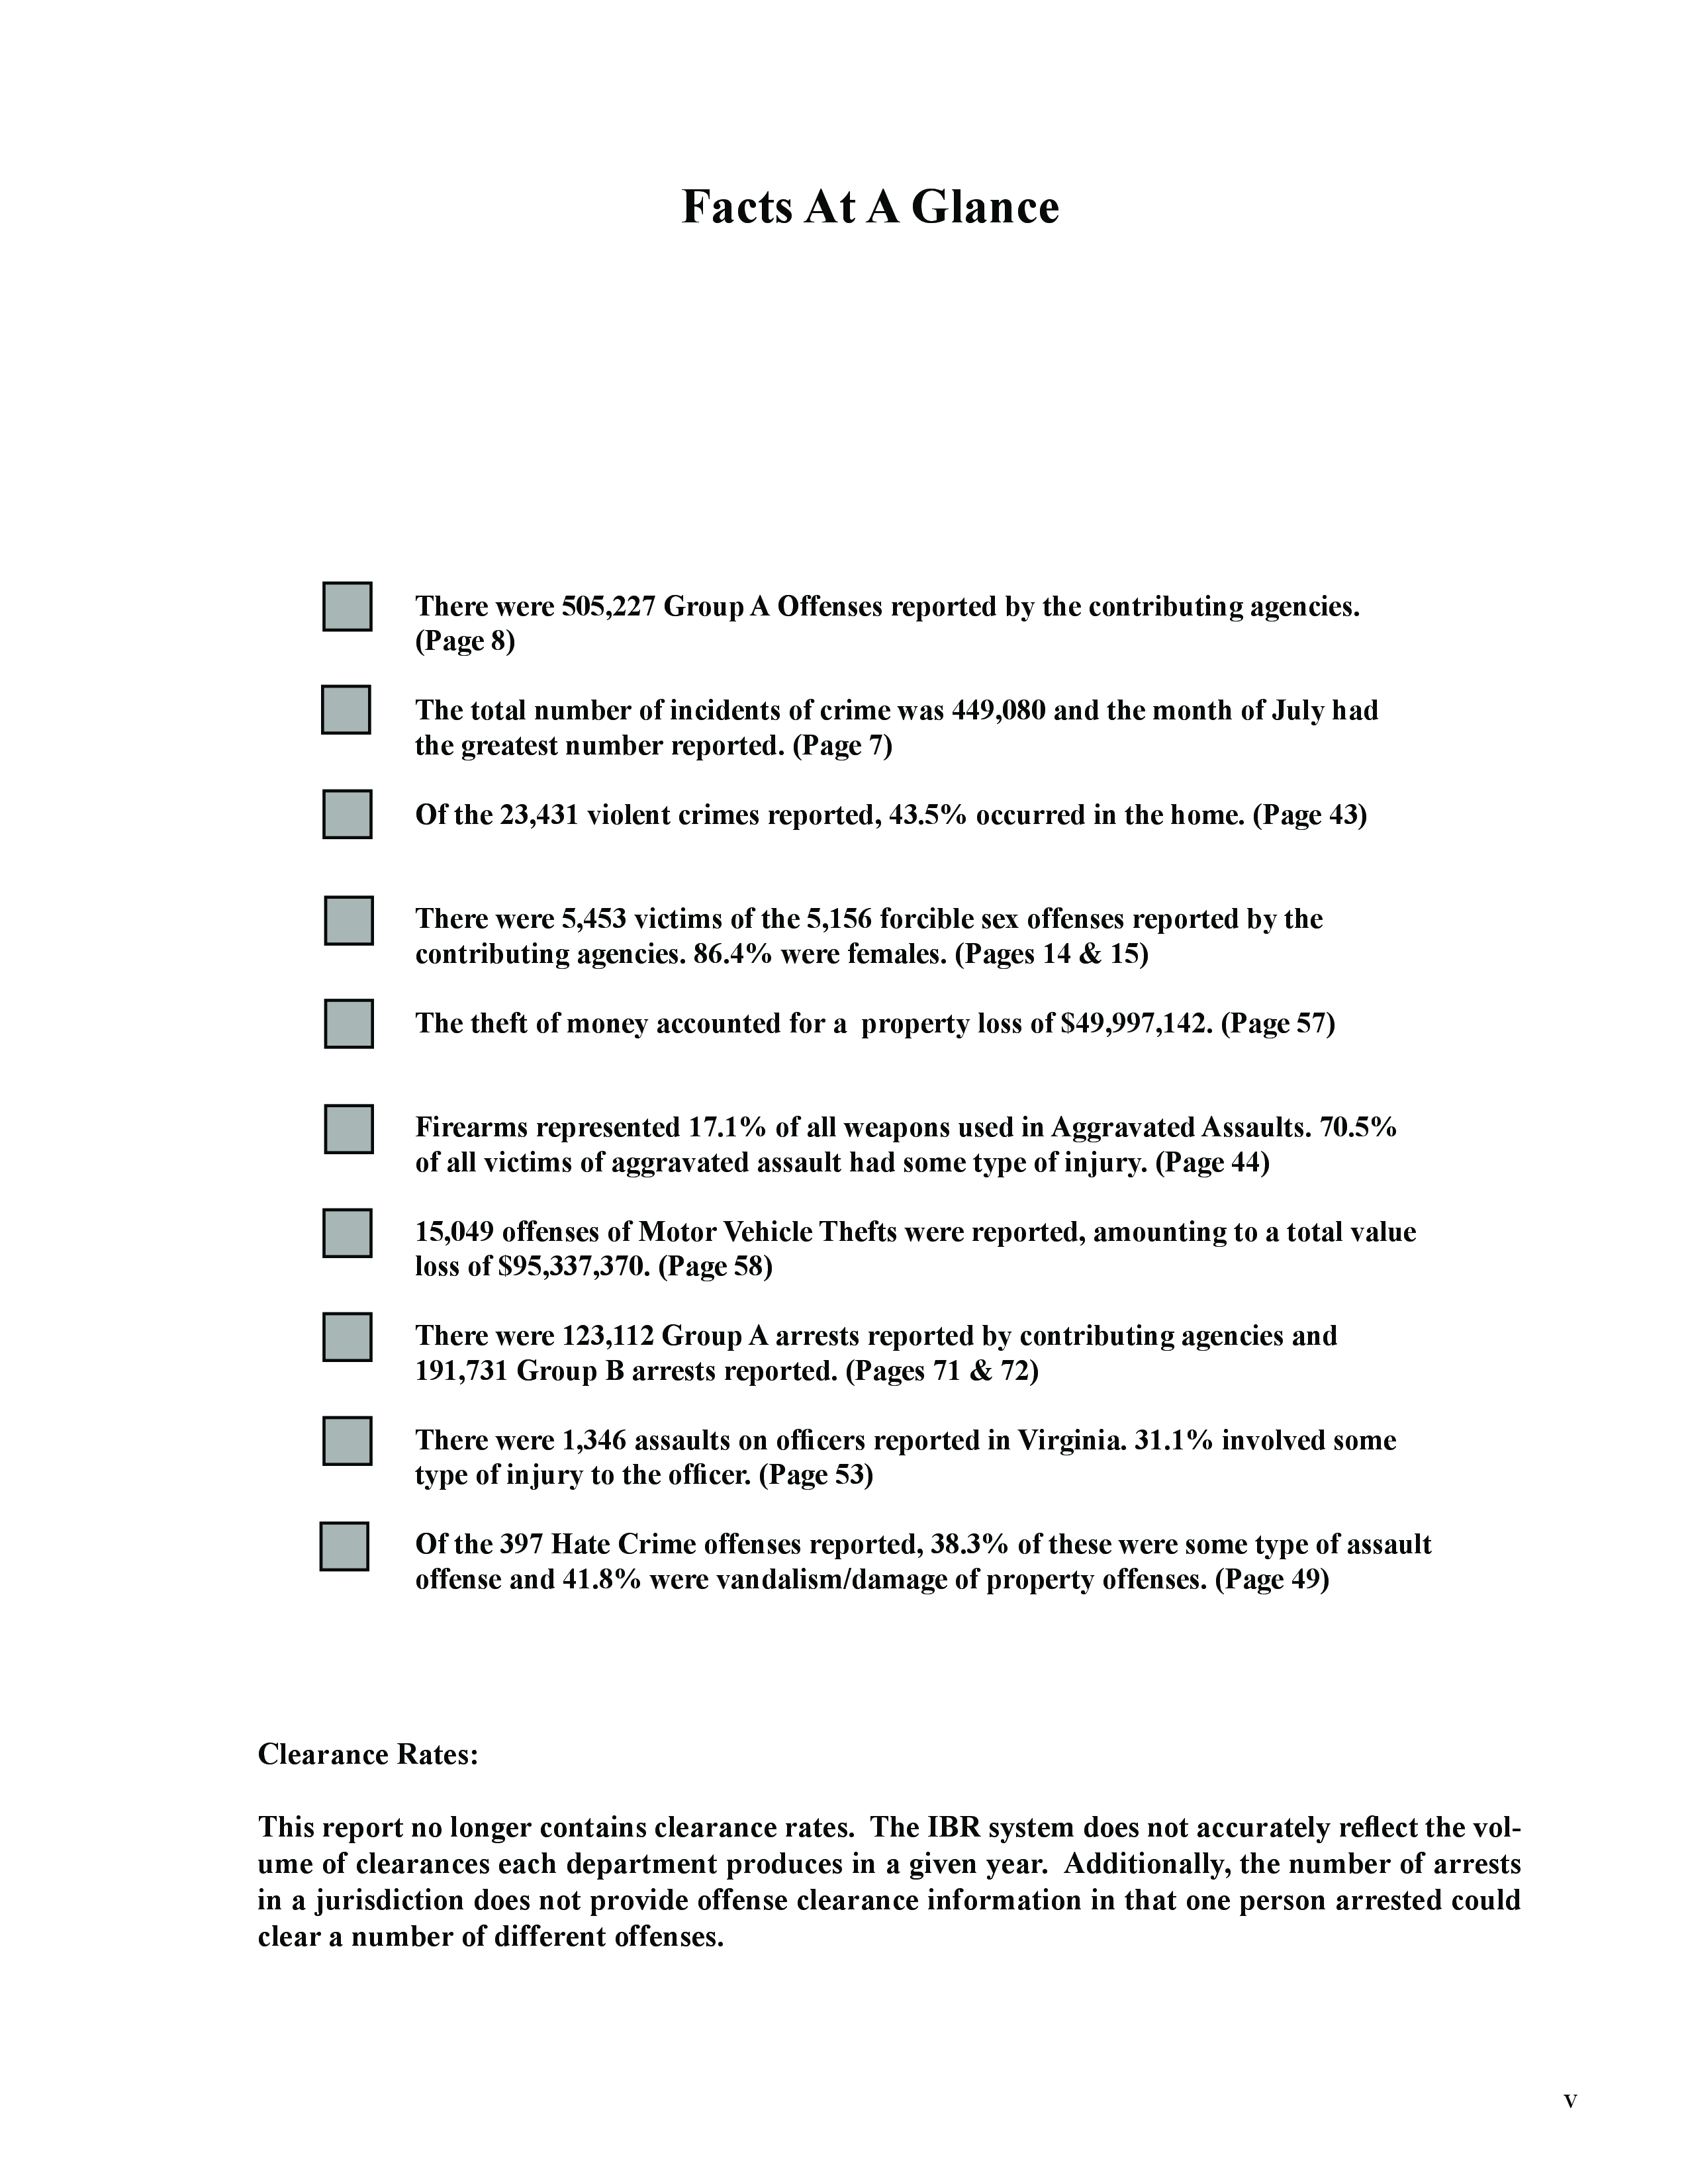 Facts At A Glance
There were 505,227 Group A Offenses reported by the contributing agencies.
(Page 8)
The total number of incidents of crime was 449,080 and the month of July had
the greatest number reported. (Page 7)
Of the 23,431 violent crimes reported, 43.5% occurred in the home. (Page 43)
There were 5,453 victims of the 5,156 forcible sex offenses reported by the
contributing agencies. 86.4% were females. (Pages 14 & 15)
The theft of money accounted for a  property loss of $49,997,142. (Page 57)
Firearms represented 17.1% of all weapons used in Aggravated Assaults. 70.5%
of all victims of aggravated assault had some type of injury. (Page 44)
15,049 offenses of Motor Vehicle Thefts were reported, amounting to a total value
loss of $95,337,370. (Page 58)
There were 123,112 Group A arrests reported by contributing agencies and
191,731 Group B arrests reported. (Pages 71 & 72)
There were 1,346 assaults on officers reported in Virginia. 31.1% involved some
type of injury to the officer. (Page 53)
Of the 397 Hate Crime offenses reported, 38.3% of these were some type of assault
offense and 41.8% were vandalism/damage of property offenses. (Page 49)
Clearance Rates:
This report no longer contains clearance rates.  The IBR system does not accurately reflect the vol-
ume of clearances each department produces in a given year.  Additionally, the number of arrests
in a jurisdiction does not provide offense clearance information in that one person arrested could
clear a number of different offenses.
v